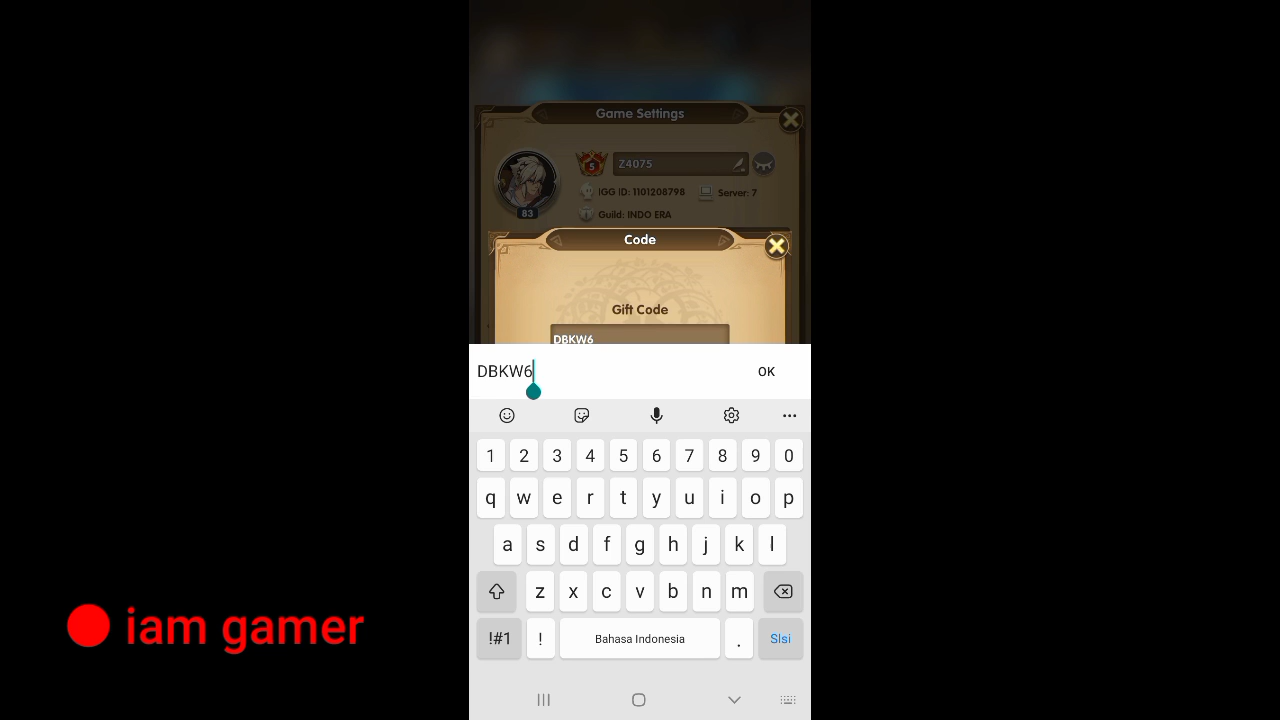 Game Settings
5
Z4075
IGG ID: 1101208798
Server: 7
83
Guild: INDO ERA
Code
Gift Code
DBKW6
DBKW6
OK
1 2 3 4 5 6 7 8 9 0
q w e r t y u i o p
a s d f g h j k l
z x c v b n m
!#1 ! Bahasa Indonesia . Slsi
iam gamer